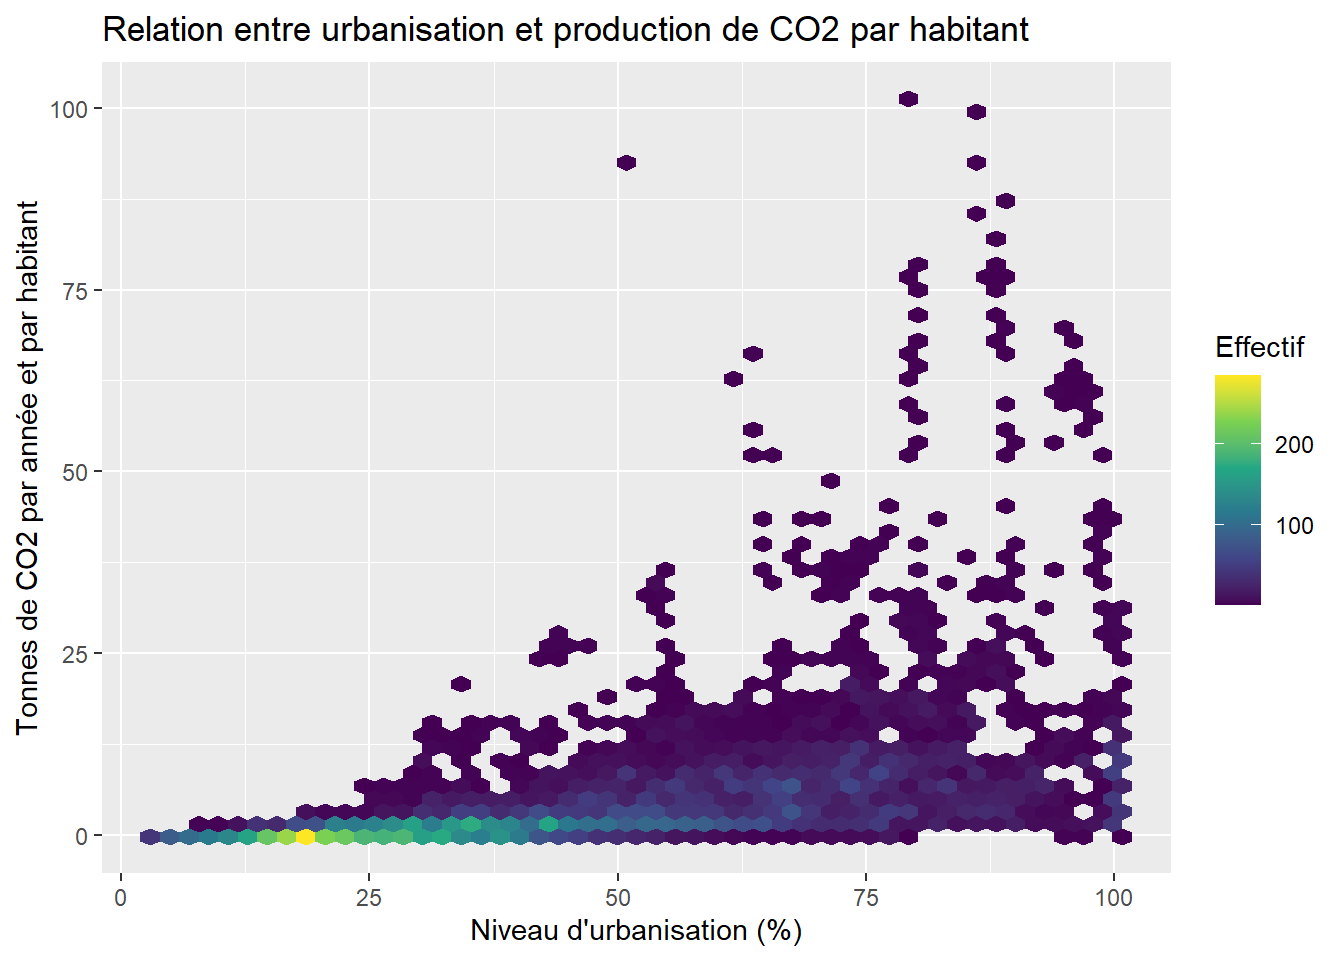 Relation entre urbanisation et production de CO2 par habitant
Tonnes de CO2 par année et par habitant
100
75
50
25
0
0 25 50 75 100
Niveau d'urbanisation (%)
Effectif
200
100